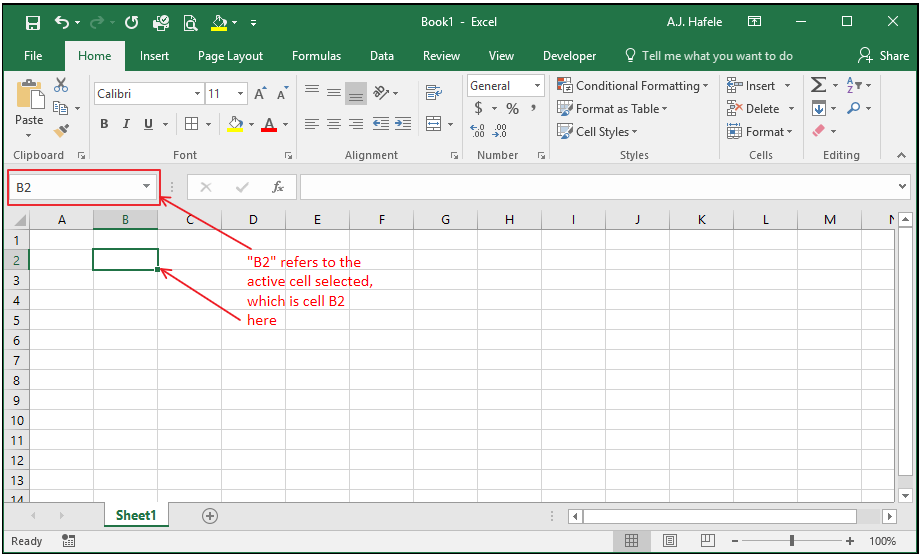 Book1 - Excel
A.J. Hafele
File Home Insert Page Layout Formulas Data Review View Developer Tell me what you want to do Share
Paste
Clipboard
Calibri 11
B I U A
Font
Alignment
General
$ % ,
Number
Conditional Formatting
Format as Table
Cell Styles
Styles
Insert
Delete
Format
Cells
Editing
B2
fx
A B C D E F G H I J K L M N
1
2
3
4
5
6
7
8
9
10
11
12
13
14
"B2" refers to the
active cell selected,
which is cell B2
here
Sheet1
Ready
100%